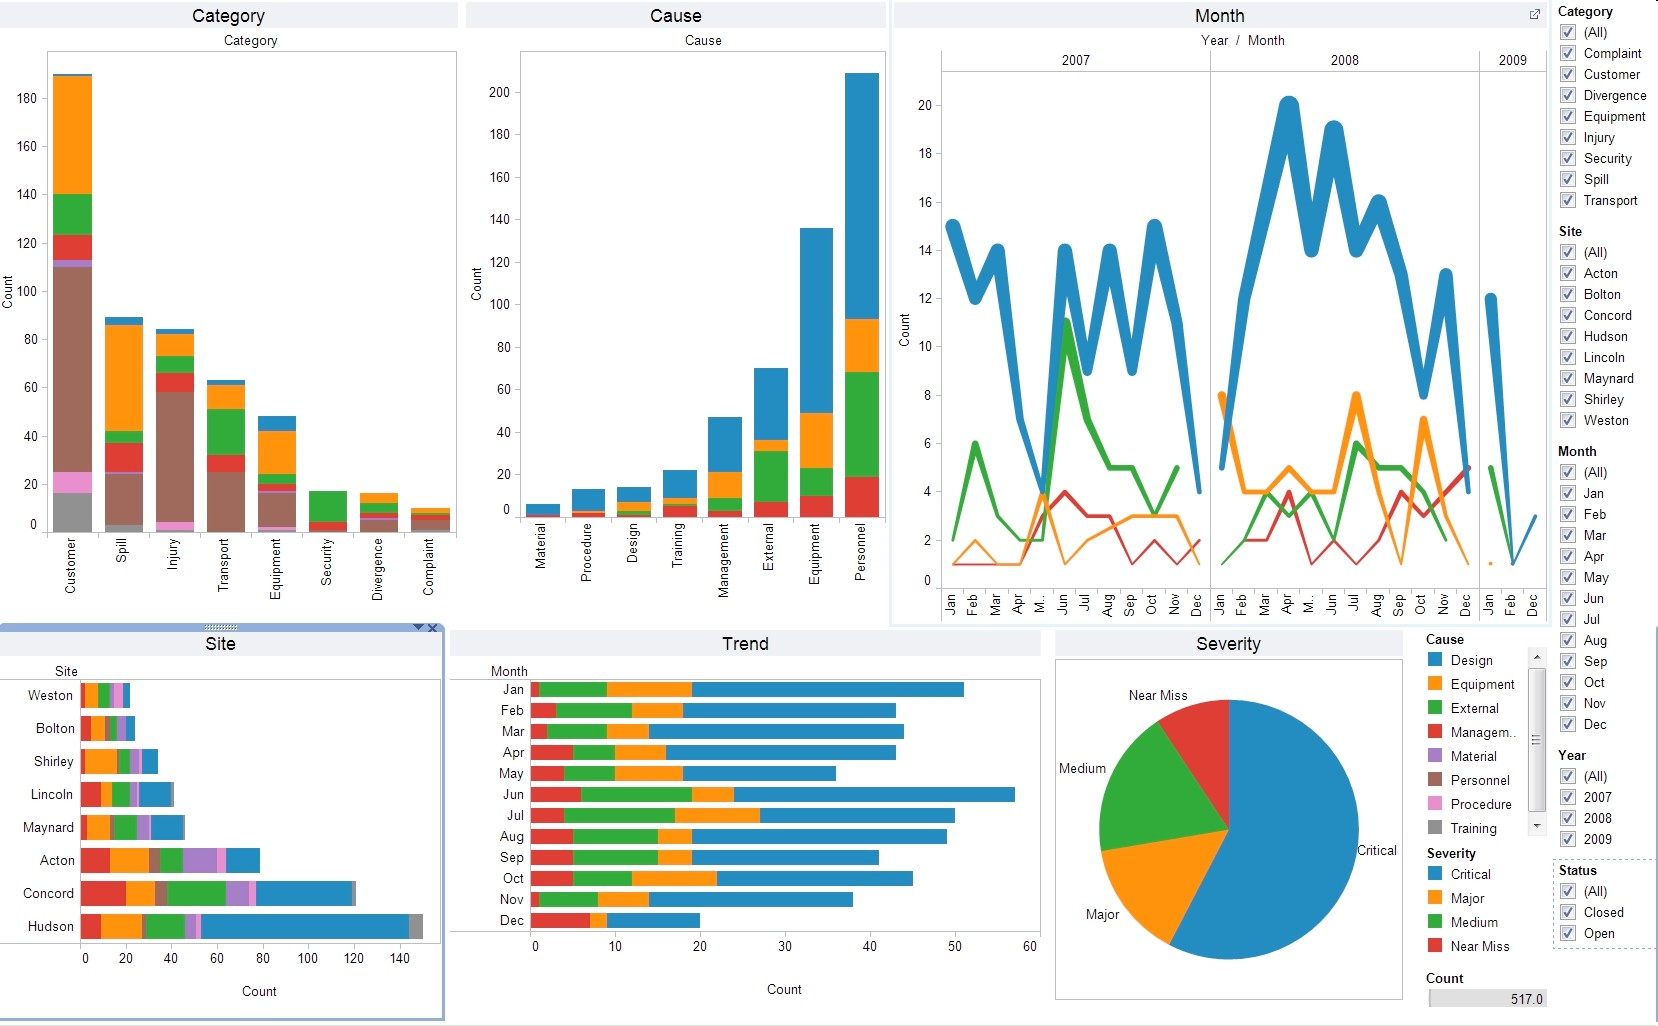 Category
Category
Count
180
160
140
120
100
80
60
40
20
0
Customer
Spill
Injury
Transport
Equipment
Security
Divergence
Complaint
Cause
Cause
Count
200
180
160
140
120
100
80
60
40
20
0
Material
Procedure
Design
Training
Management
External
Equipment
Personnel
Month
Year / Month
2007 2008 2009
Count
20
18
16
14
12
10
8
6
4
2
0
Jan Feb Mar Apr M.. Jun Jul Aug Sep Oct Nov Dec Jan Feb Mar Apr M.. Jun Jul Aug Sep Oct Nov Dec Jan Feb Dec
Category
(All)
Complaint
Customer
Divergence
Equipment
Injury
Security
Spill
Transport
Site
(All)
Acton
Bolton
Concord
Hudson
Lincoln
Maynard
Shirley
Weston
Month
(All)
Jan
Feb
Mar
Apr
May
Jun
Jul
Aug
Sep
Oct
Nov
Dec
Year
(All)
2007
2008
2009
Status
(All)
Closed
Open
Site
Site
Weston
Bolton
Shirley
Lincoln
Maynard
Acton
Concord
Hudson
0 20 40 60 80 100 120 140
Count
Trend
Month
Jan
Feb
Mar
Apr
May
Jun
Jul
Aug
Sep
Oct
Nov
Dec
0 10 20 30 40 50 60
Count
Severity
Near Miss
Medium
Major
Critical
Cause
Design
Equipment
External
Managem..
Material
Personnel
Procedure
Training
Severity
Critical
Major
Medium
Near Miss
Count
517.0